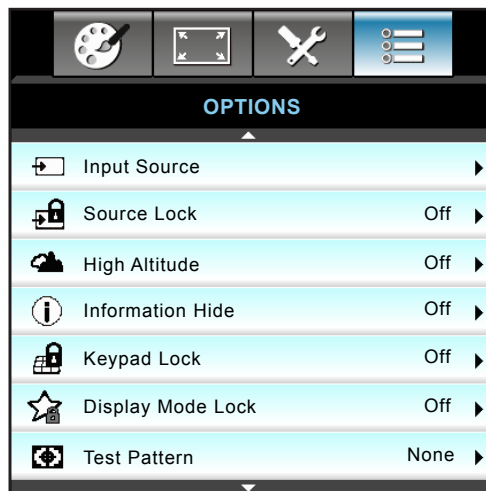 OPTIONS
Input Source
Source Lock Off
High Altitude Off
Information Hide Off
Keypad Lock Off
Display Mode Lock Off
Test Pattern None